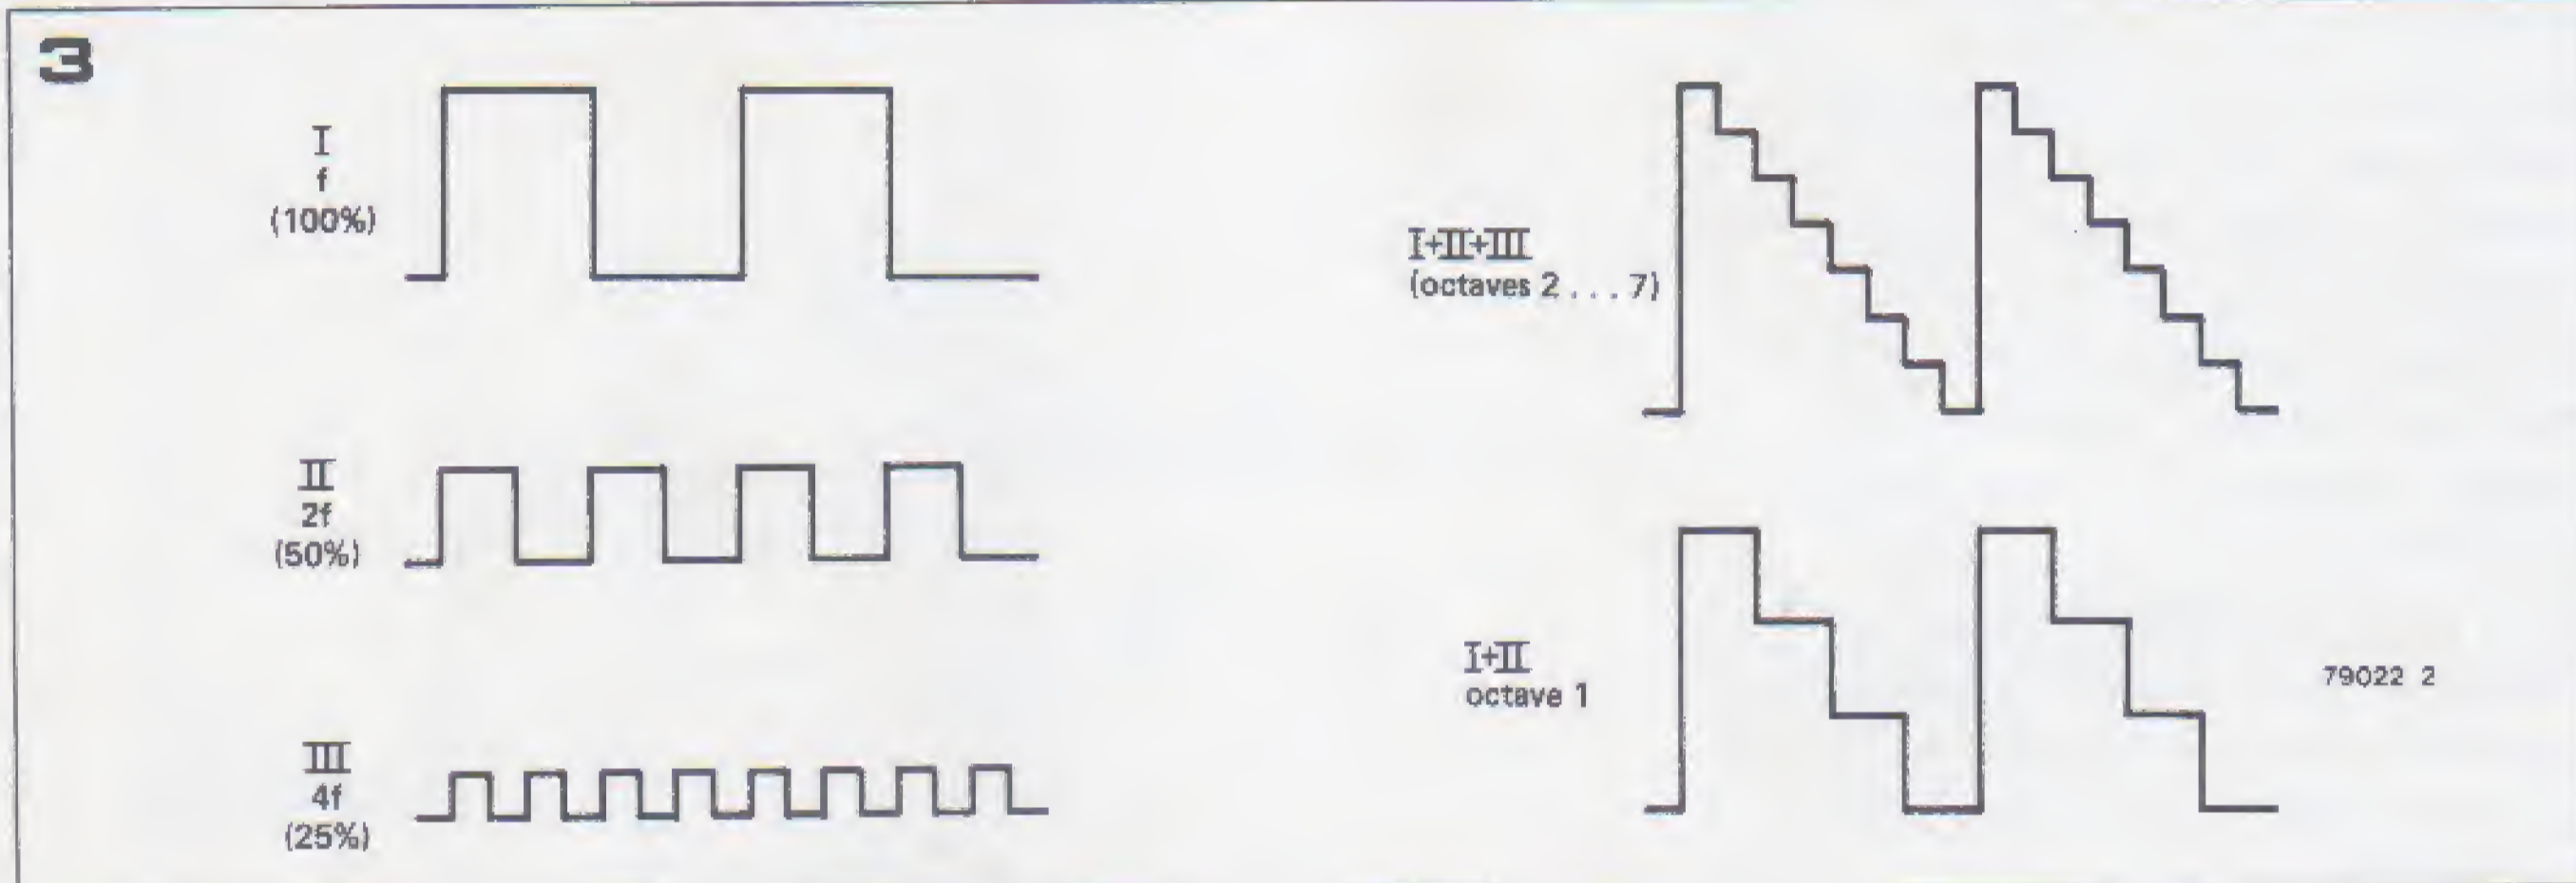 3
I
f
(100%)
II
2f
(50%)
III
4f
(25%)
I+II+III
(octaves 2 . . . 7)
I+II
octave 1
79022 2